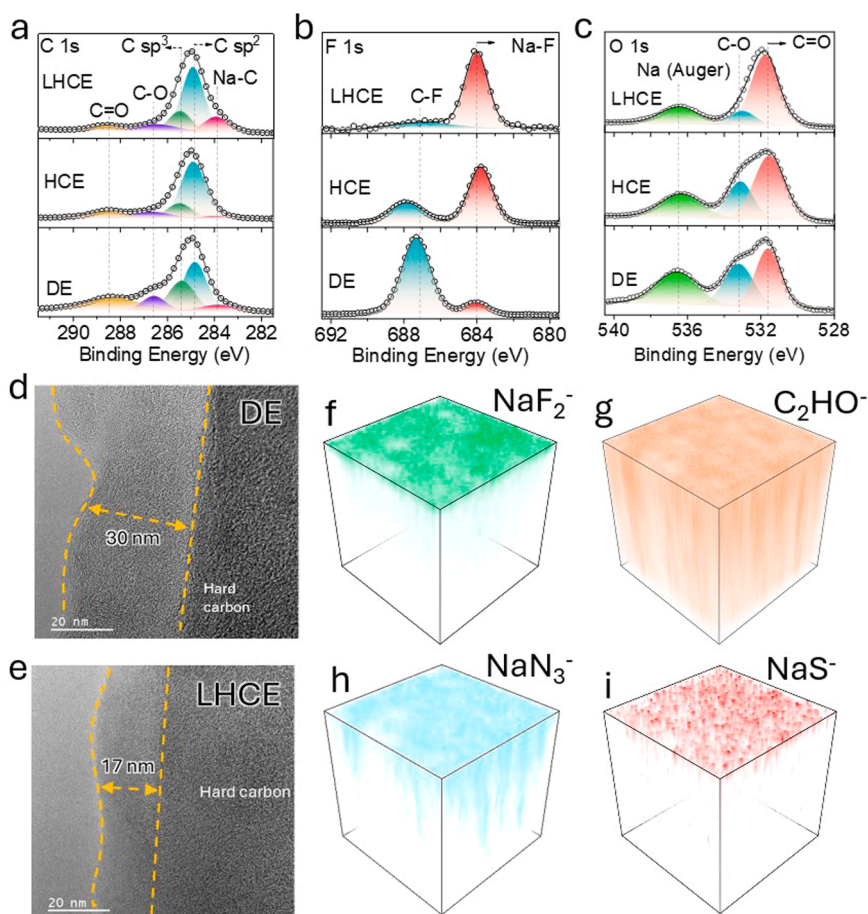 a
C 1s
C sp³
C sp²
LHCE
C=O
C-O
Na-C
HCE
DE
290 288 286 284 282
Binding Energy (eV)
b
F 1s
Na-F
LHCE
C-F
HCE
DE
692 688 684 680
Binding Energy (eV)
c
O 1s
C-O
C=O
Na (Auger)
LHCE
HCE
DE
540 536 532 528
Binding Energy (eV)
d
DE
30 nm
Hard
carbon
20 nm
e
LHCE
17 nm
Hard carbon
20 nm
f
NaF₂⁻
g
C₂HO⁻
h
NaN₃⁻
i
NaS⁻